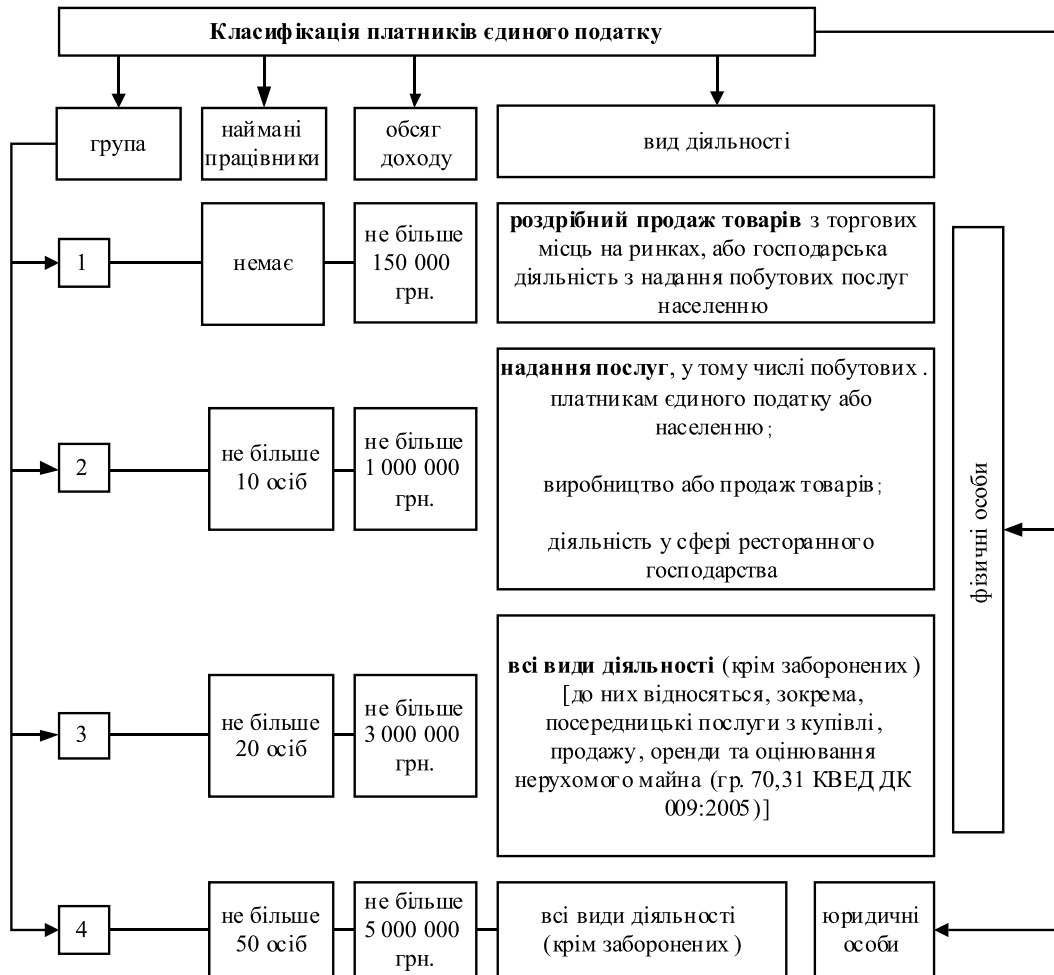 Класифікація платників єдиного податку
група
наймані
працівники
обсяг
доходу
вид діяльності
1
немає
не більше
150 000
грн.
роздрібний продаж товарів з торгових
місць на ринках, або господарська
діяльність з надання побутових послуг
населенню
2
не більше
10 осіб
не більше
1 000 000
грн.
надання послуг, у тому числі побутових.
платникам єдиного податку або
населенню;
виробництво або продаж товарів;
діяльність у сфері ресторанного
господарства
3
не більше
20 осіб
не більше
3 000 000
грн.
всі види діяльності (крім заборонених)
[до них відносяться, зокрема,
посередницькі послуги з купівлі,
продажу, оренди та оцінювання
нерухомого майна (гр. 70,31 КВЕД ДК
009:2005)]
фізичні особи
4
не більше
50 осіб
не більше
5 000 000
грн.
всі види діяльності
(крім заборонених)
юридичні
особи